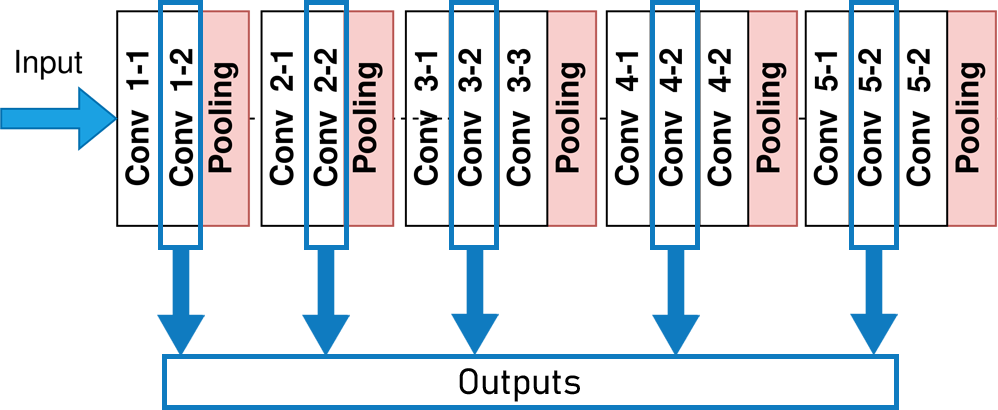 Input
Conv 1-1
Conv 1-2
Pooling
Conv 2-1
Conv 2-2
Pooling
Conv 3-1
Conv 3-2
Conv 3-3
Pooling
Conv 4-1
Conv 4-2
Conv 4-2
Pooling
Conv 5-1
Conv 5-2
Conv 5-2
Pooling
Outputs